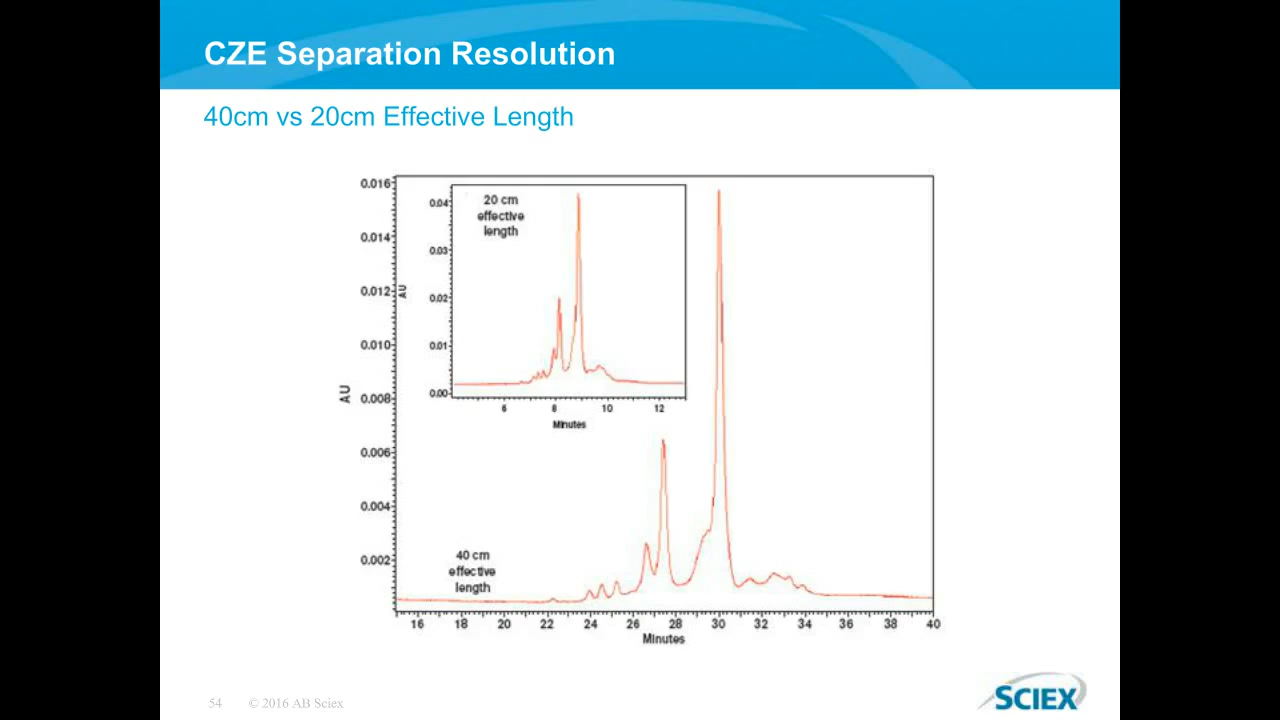 CZE Separation Resolution
40cm vs 20cm Effective Length
0.016
0.014
0.012
0.010
0.008
0.006
0.004
0.002
AU
20 cm
effective
length
0.04
0.03
0.02
0.01
0.00
AU
6 8 10 12
Minutes
40 cm
effective
length
16 18 20 22 24 26 28 30 32 34 36 38 40
Minutes
54 © 2016 AB Sciex
SCIEX